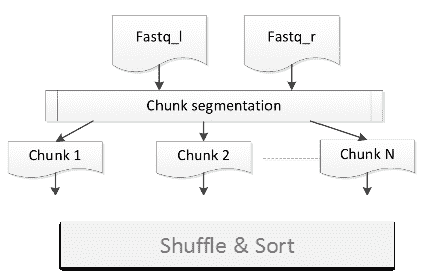 Fastq_l
Fastq_r
Chunk segmentation
Chunk 1
Chunk 2
Chunk N
Shuffle & Sort